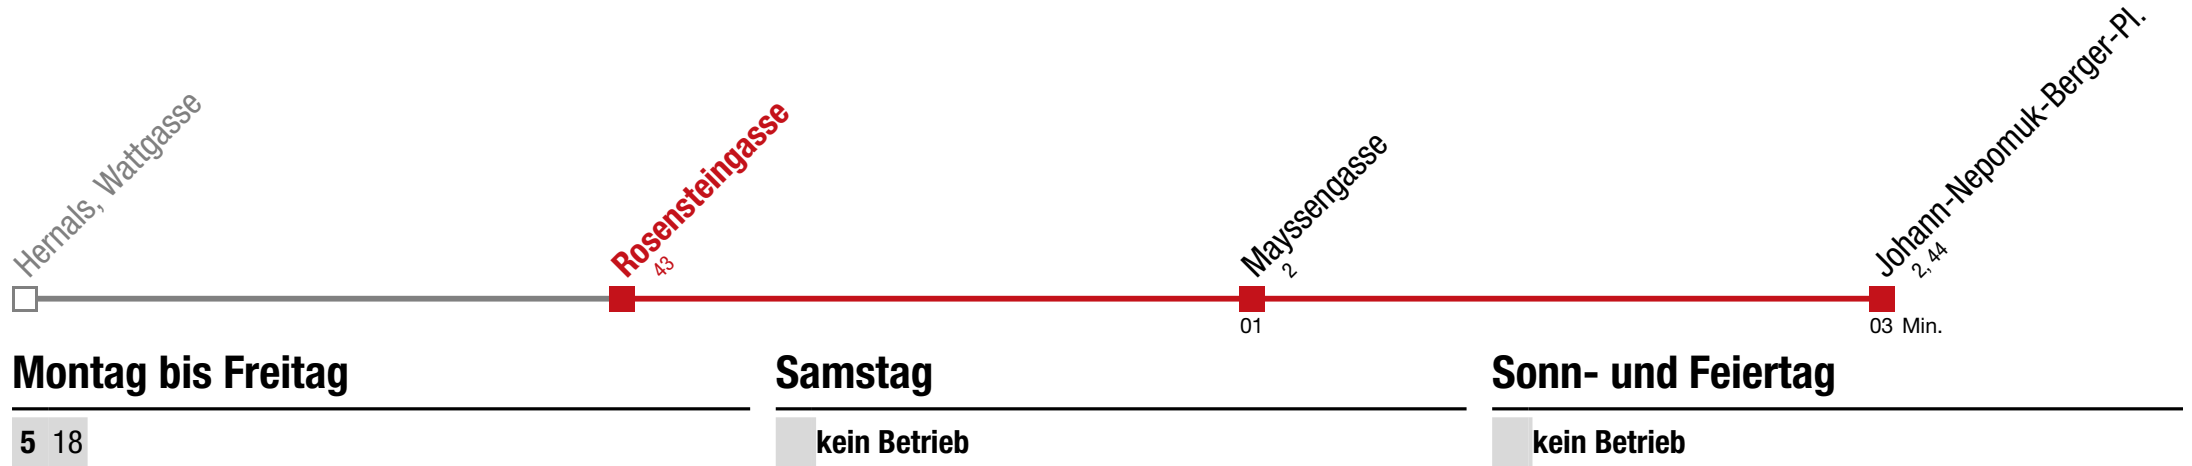 Hernals, Wattgasse
Rosensteingasse
43
Mayssengasse
2
Johann-Nepomuk-Berger-Pl.
2, 44
01
03 Min.
Montag bis Freitag
5 18
Samstag
kein Betrieb
Sonn- und Feiertag
kein Betrieb